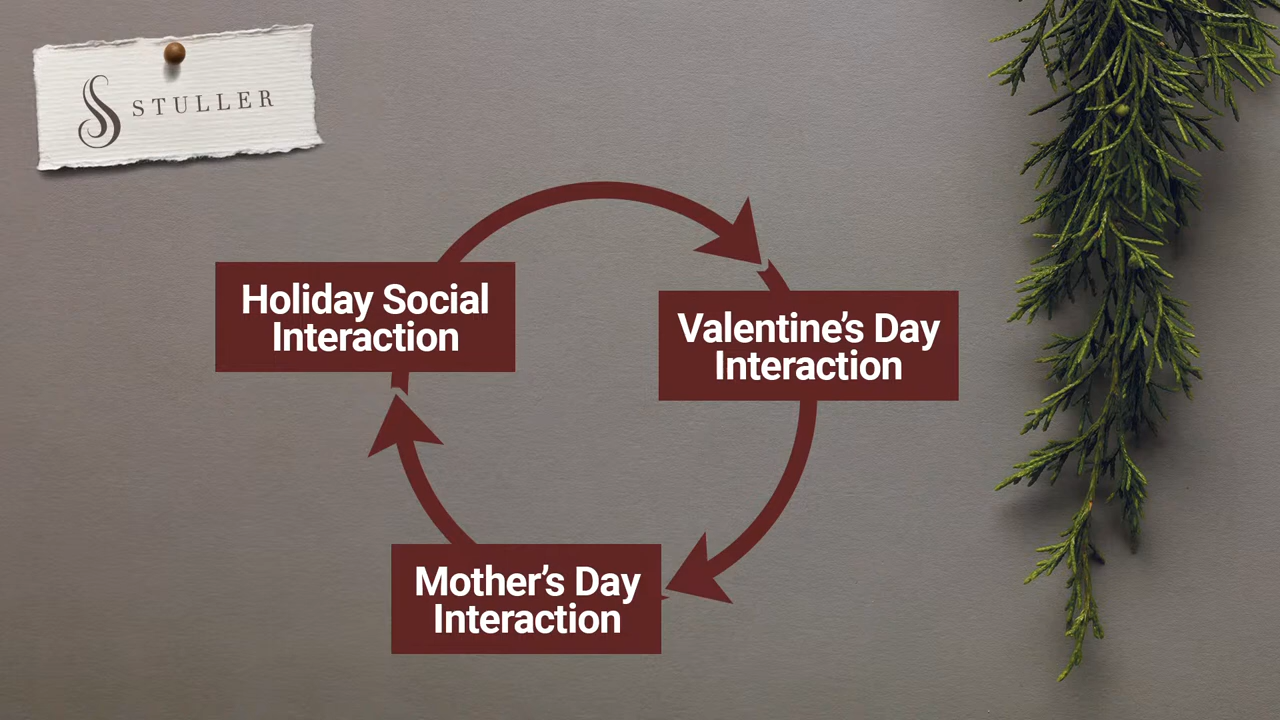 STULLER
Holiday Social
Interaction
Valentine’s Day
Interaction
Mother’s Day
Interaction